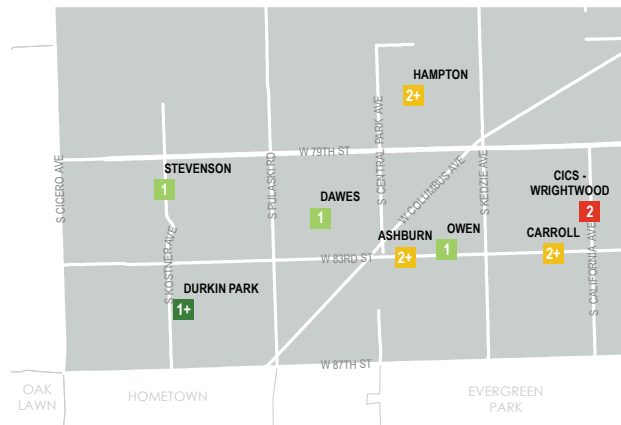 HAMPTON
2+
S CENTRAL PARK AVE
W COLUMBUS AVE
S KEDZIE AVE
W 79TH ST
S CICERO AVE
S PULASKI RD
STEVENSON
1
DAWES
1
CICS -
WRIGHTWOOD
2
ASHBURN
2+
OWEN
1
CARROLL
2+
S CALIFORNIA AVE
W 83RD ST
S KOSTNER AVE
DURKIN PARK
1+
W 87TH ST
OAK
LAWN
HOMETOWN
EVERGREEN
PARK